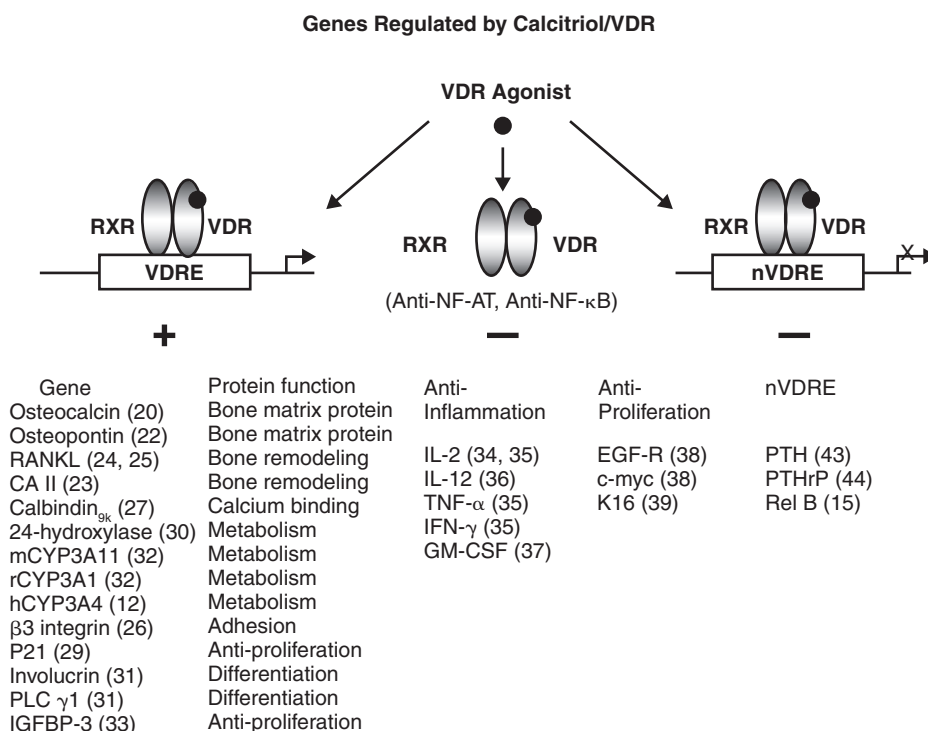 Genes Regulated by Calcitriol/VDR
VDR Agonist
RXR VDR
VDRE
RXR VDR
(Anti-NF-AT, Anti-NF-κB)
RXR VDR
nVDRE
X
+ — —
Gene Protein function
Osteocalcin (20) Bone matrix protein
Osteopontin (22) Bone matrix protein
RANKL (24, 25) Bone remodeling
CA II (23) Bone remodeling
Calbindin9k (27) Calcium binding
24-hydroxylase (30) Metabolism
mCYP3A11 (32) Metabolism
rCYP3A1 (32) Metabolism
hCYP3A4 (12) Metabolism
β3 integrin (26) Adhesion
P21 (29) Anti-proliferation
Involucrin (31) Differentiation
PLC γ1 (31) Differentiation
IGFBP-3 (33) Anti-proliferation
Anti-
Inflammation
IL-2 (34, 35)
IL-12 (36)
TNF-α (35)
IFN-γ (35)
GM-CSF (37)
Anti-
Proliferation
EGF-R (38)
c-myc (38)
K16 (39)
nVDRE
PTH (43)
PTHrP (44)
Rel B (15)